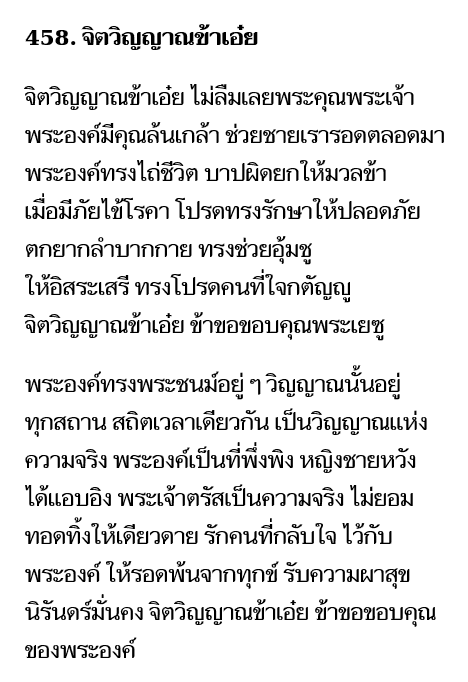 458. จิตวิญญาณข้าเอ๋ย
จิตวิญญาณข้าเอ๋ย ไม่ลืมเลยพระคุณพระเจ้า
พระองค์มีคุณล้นเกล้า ช่วยชายเรารอดตลอดมา
พระองค์ทรงไถ่ชีวิต บาปผิดยกให้มวลข้า
เมื่อมีภัยไข้โรคา โปรดทรงรักษาให้ปลอดภัย
ตกยากลำบากกาย ทรงช่วยอุ้มชู
ให้อิสระเสรี ทรงโปรดคนที่ใจกตัญญู
จิตวิญญาณข้าเอ๋ย ข้าขอขอบคุณพระเยซู
พระองค์ทรงพระชนม์อยู่ ๆ วิญญาณนั้นอยู่
ทุกสถาน สถิตเวลาเดียวกัน เป็นวิญญาณแห่ง
ความจริง พระองค์เป็นที่พึ่งพิง หญิงชายหวัง
ได้แอบอิง พระเจ้าตรัสเป็นความจริง ไม่ยอม
ทอดทิ้งให้เดียวดาย รักคนที่กลับใจ ไว้กับ
พระองค์ ให้รอดพ้นจากทุกข์ รับความผาสุข
นิรันดร์มั่นคง จิตวิญญาณข้าเอ๋ย ข้าขอขอบคุณ
ของพระองค์